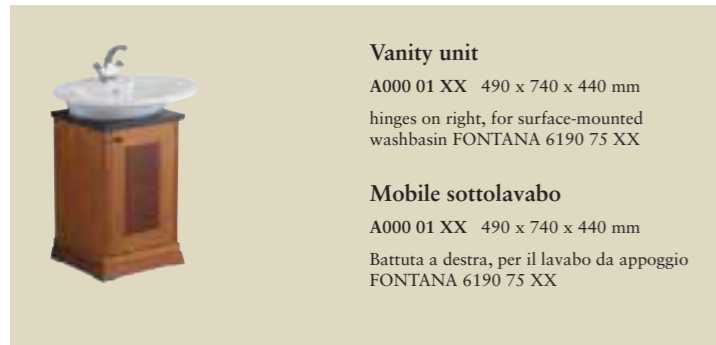 Vanity unit
A000 01 XX 490 x 740 x 440 mm
hinges on right, for surface-mounted
washbasin FONTANA 6190 75 XX
Mobile sottolavabo
A000 01 XX 490 x 740 x 440 mm
Battuta a destra, per il lavabo da appoggio
FONTANA 6190 75 XX